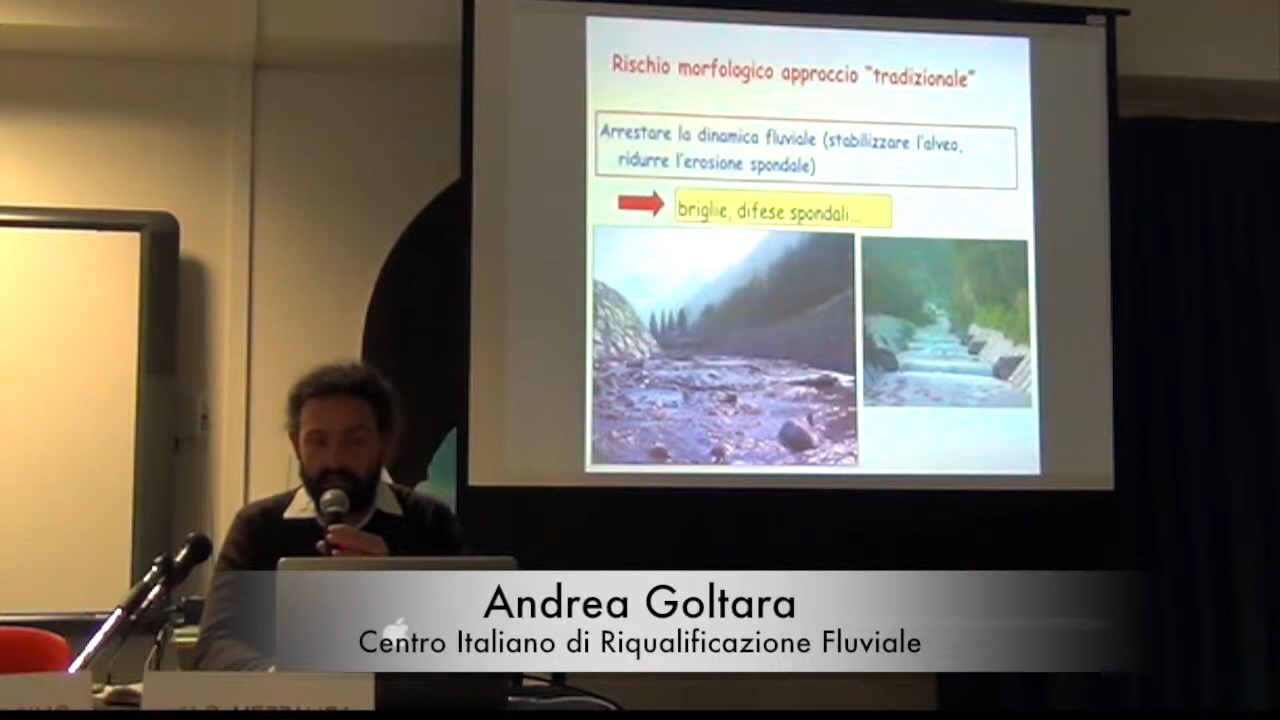 Rischio morfologico approccio "tradizionale"
Arrestare la dinamica fluviale (stabilizzare l'alveo,
ridurre l'erosione spondale)
briglie, difese spondali...
Andrea Goltara
Centro Italiano di Riqualificazione Fluviale